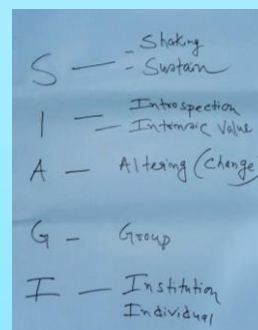 Shaking
S — = Sustain
Introspection
I — Intrinsic Value
A — Altering (Change)
G — Group
I — Institution
Individual